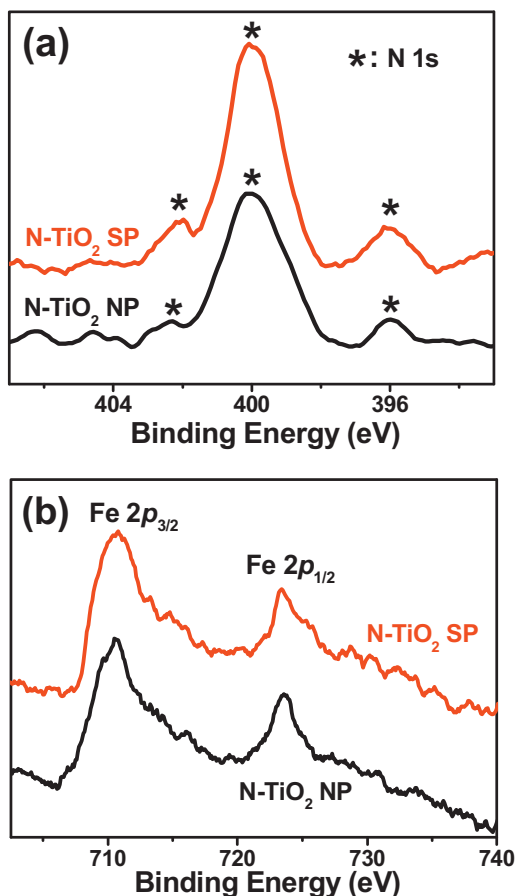 (a)
*: N 1s
N-TiO₂ SP
N-TiO₂ NP
404 400 396
Binding Energy (eV)
(b)
Fe 2p₃/₂
Fe 2p₁/₂
N-TiO₂ SP
N-TiO₂ NP
710 720 730 740
Binding Energy (eV)